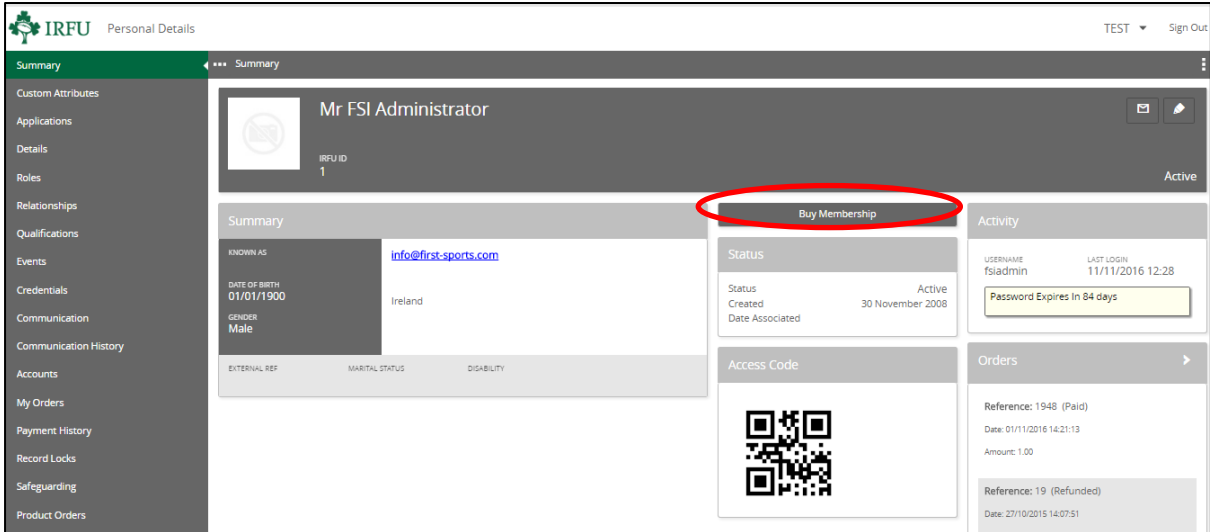 IRFU Personal Details
TEST Sign Out
Summary
Custom Attributes
Applications
Details
Roles
Relationships
Qualifications
Events
Credentials
Communication
Communication History
Accounts
My Orders
Payment History
Record Locks
Safeguarding
Product Orders
Summary
Mr FSI Administrator
IRFU ID
1
Active
Summary
KNOWN AS
DATE OF BIRTH
01/01/1900
GENDER
Male
info@first-sports.com
Ireland
EXTERNAL REF MARITAL STATUS DISABILITY
Buy Membership
Status
Status Active
Created 30 November 2008
Date Associated
Access Code
Activity
USERNAME LAST LOGIN
fsiadmin 11/11/2016 12:28
Password Expires In 84 days
Orders
Reference: 1948 (Paid)
Date: 01/11/2016 14:21:13
Amount: 1.00
Reference: 19 (Refunded)
Date: 27/10/2015 14:07:51